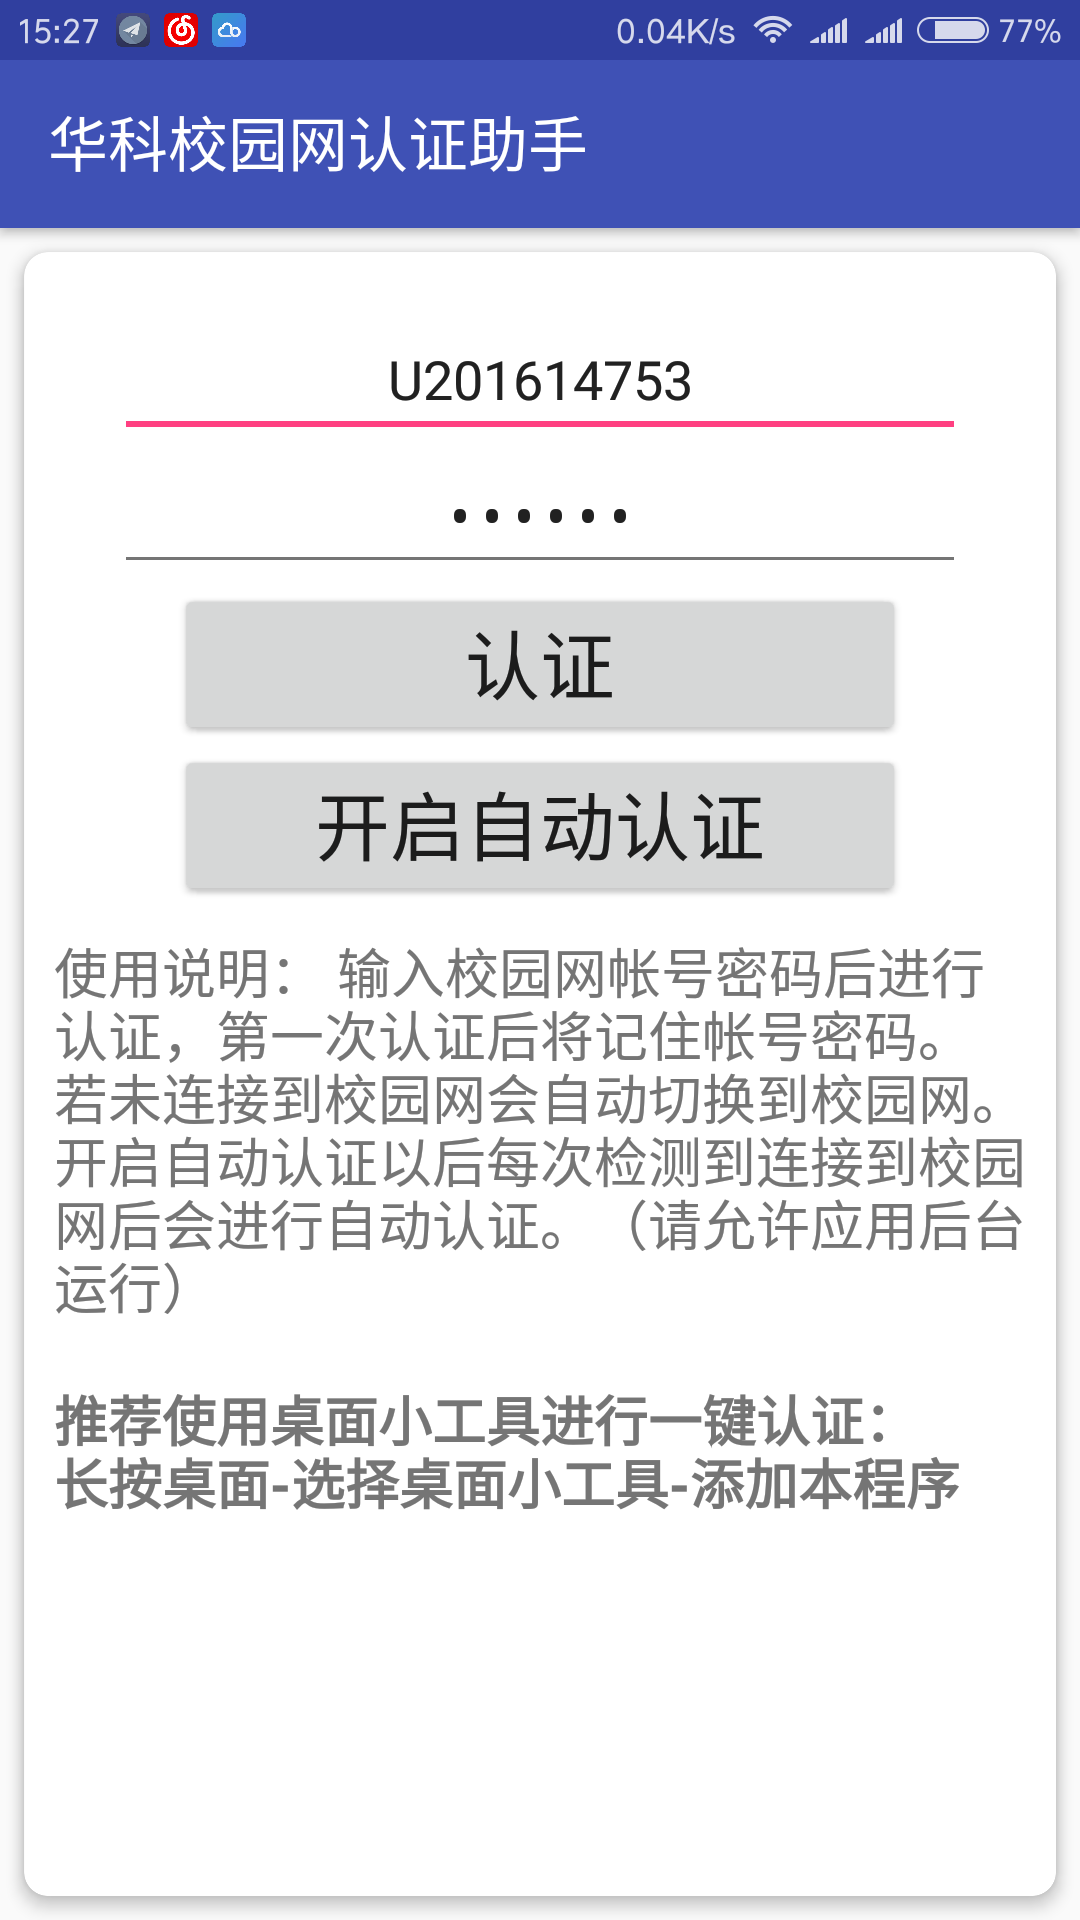 15:27 0.04K/s 77%
华科校园网认证助手
U201614753
••••••
认证
开启自动认证
使用说明： 输入校园网帐号密码后进行
认证，第一次认证后将记住帐号密码。
若未连接到校园网会自动切换到校园网。
开启自动认证以后每次检测到连接到校园
网后会进行自动认证。（请允许应用后台
运行）
推荐使用桌面小工具进行一键认证：
长按桌面-选择桌面小工具-添加本程序